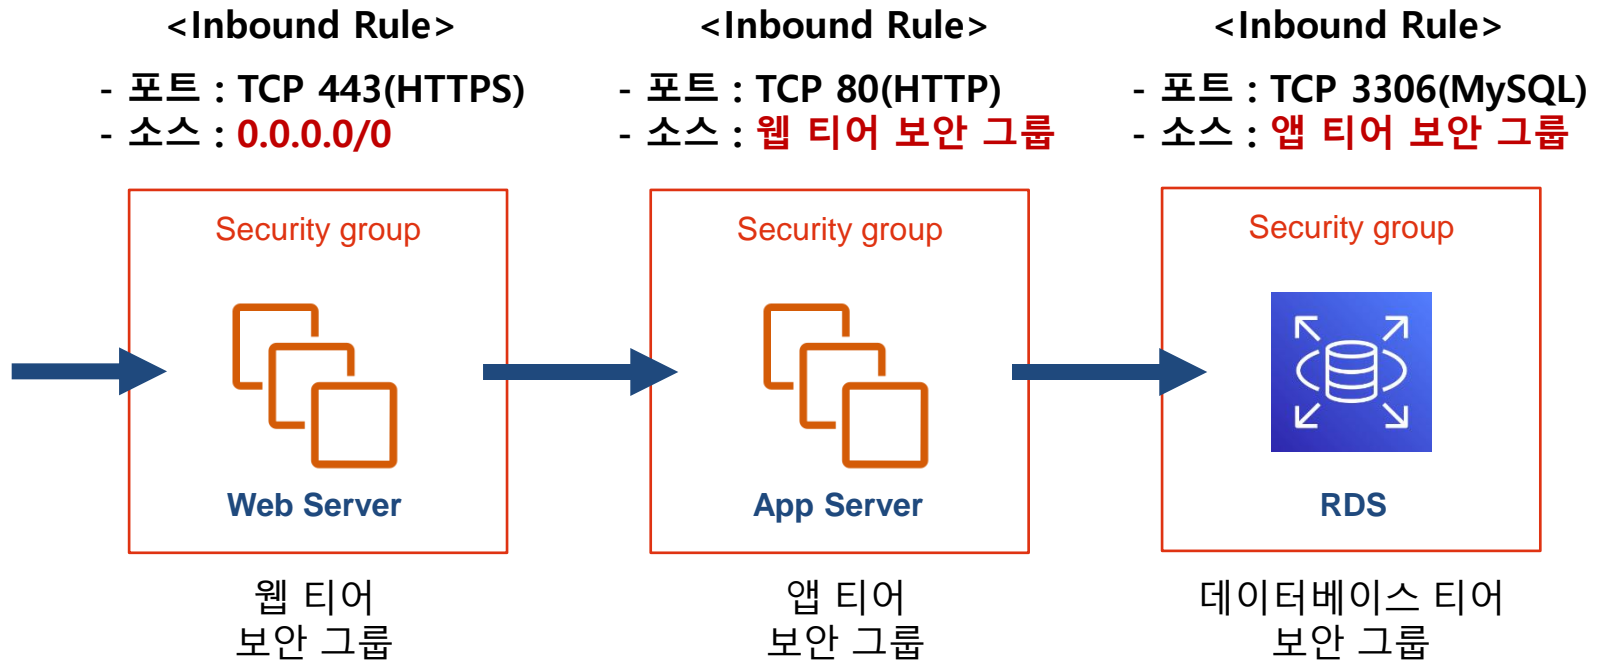 <Inbound Rule>
- 포트 : TCP 443(HTTPS)
- 소스 : 0.0.0.0/0
Security group
Web Server
웹 티어
보안 그룹
<Inbound Rule>
- 포트 : TCP 80(HTTP)
- 소스 : 웹 티어 보안 그룹
Security group
App Server
앱 티어
보안 그룹
<Inbound Rule>
- 포트 : TCP 3306(MySQL)
- 소스 : 앱 티어 보안 그룹
Security group
RDS
데이터베이스 티어
보안 그룹